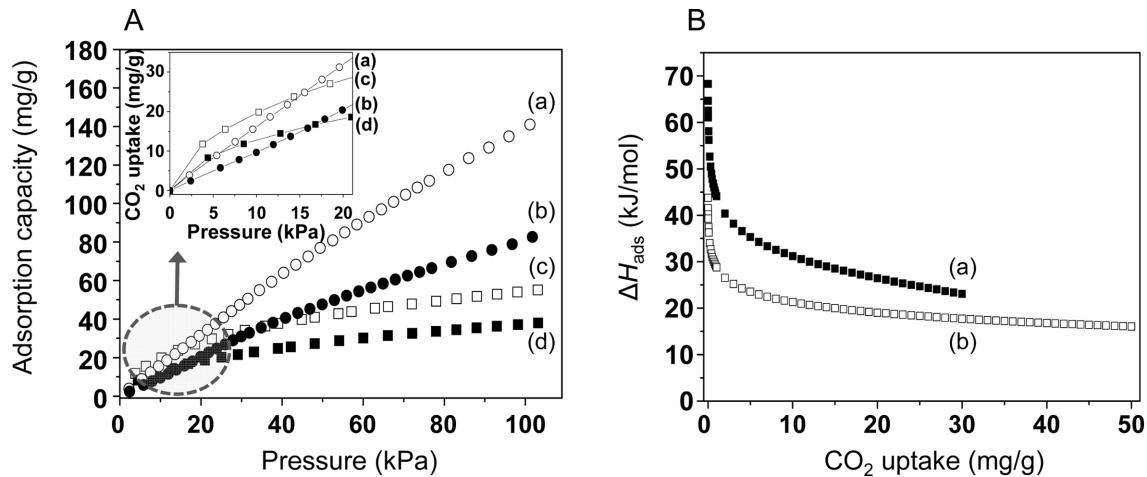 A
B
Adsorption capacity (mg/g)
180
160
140
120
100
80
60
40
20
0
0 20 40 60 80 100
Pressure (kPa)
(a)
(b)
(c)
(d)
CO2 uptake (mg/g)
30
20
10
0
0 5 10 15 20
Pressure (kPa)
(a)
(c)
(b)
(d)
ΔHads (kJ/mol)
70
60
50
40
30
20
10
0
0 10 20 30 40 50
CO2 uptake (mg/g)
(a)
(b)